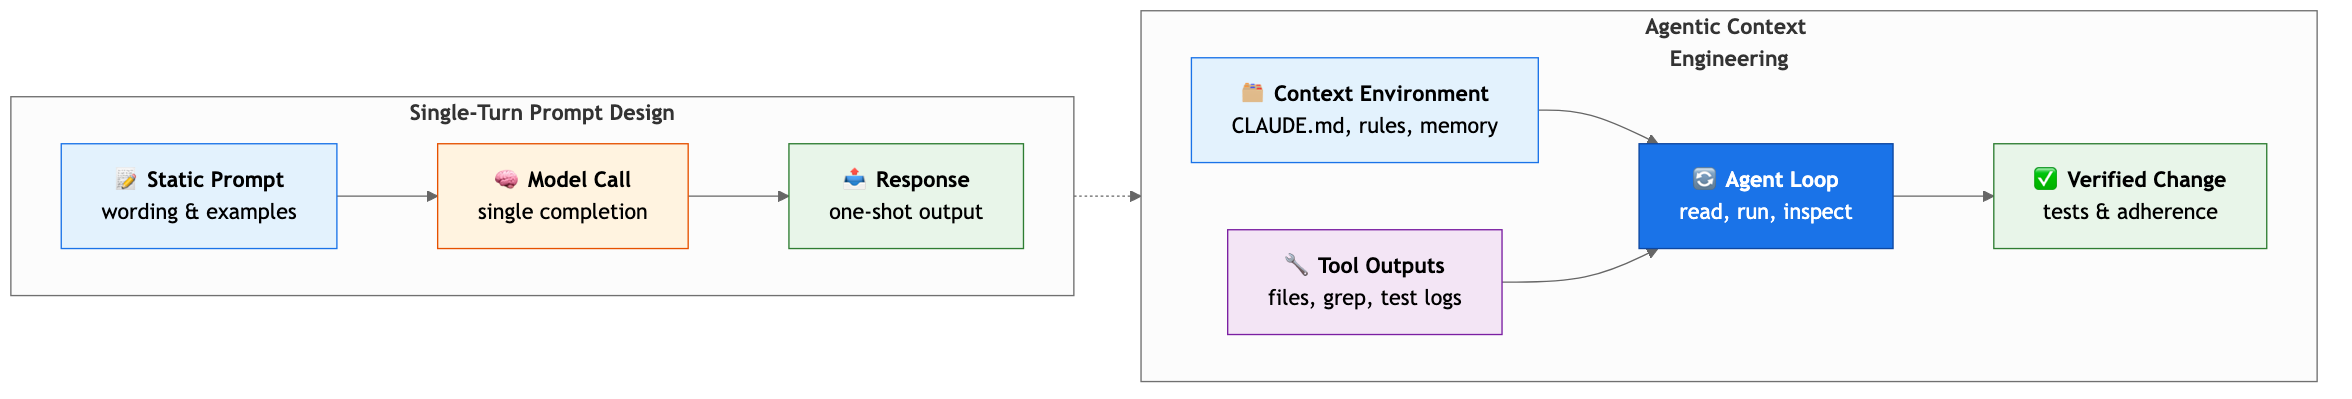 Single-Turn Prompt Design
📝 Static Prompt
wording & examples
🧠 Model Call
single completion
📤 Response
one-shot output
Agentic Context
Engineering
🗂️ Context Environment
CLAUDE.md, rules, memory
🔧 Tool Outputs
files, grep, test logs
🔄 Agent Loop
read, run, inspect
✅ Verified Change
tests & adherence